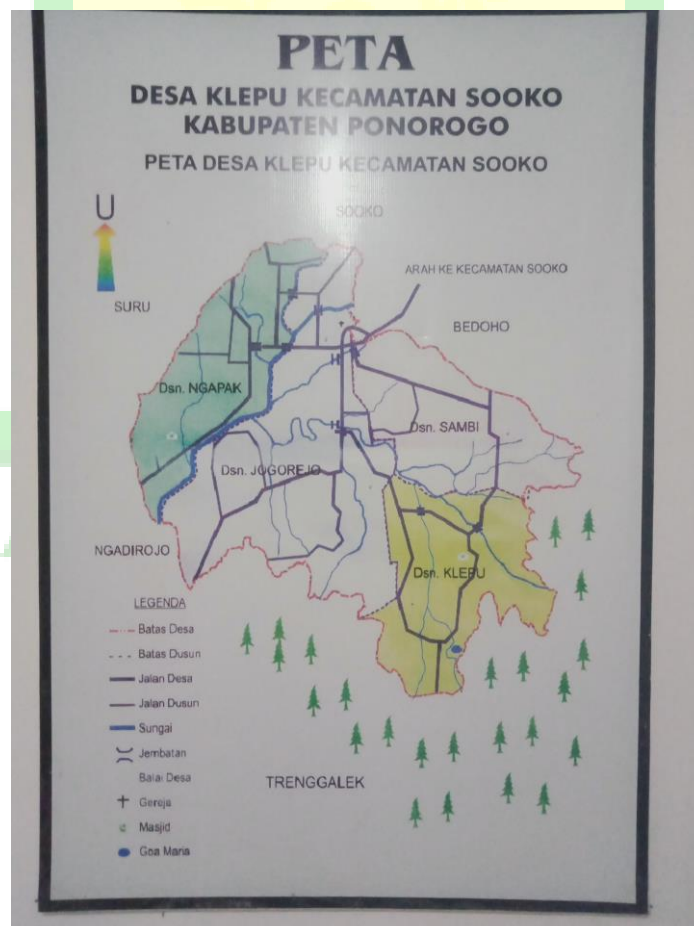 PETA
DESA KLEPU KECAMATAN SOOKO
KABUPATEN PONOROGO
PETA DESA KLEPU KECAMATAN SOOKO
U
SOOKO
ARAH KE KECAMATAN SOOKO
SURU
BEDOHO
Dsn. NGAPAK
Dsn. SAMBI
Dsn. JOGOREJO
NGADIROJO
Dsn. KLEPU
LEGENDA
Batas Desa
Batas Dusun
Jalan Desa
Jalan Dusun
Sungai
Jembatan
Balai Desa
Gereja
Masjid
Goa Maria
TRENGGALEK